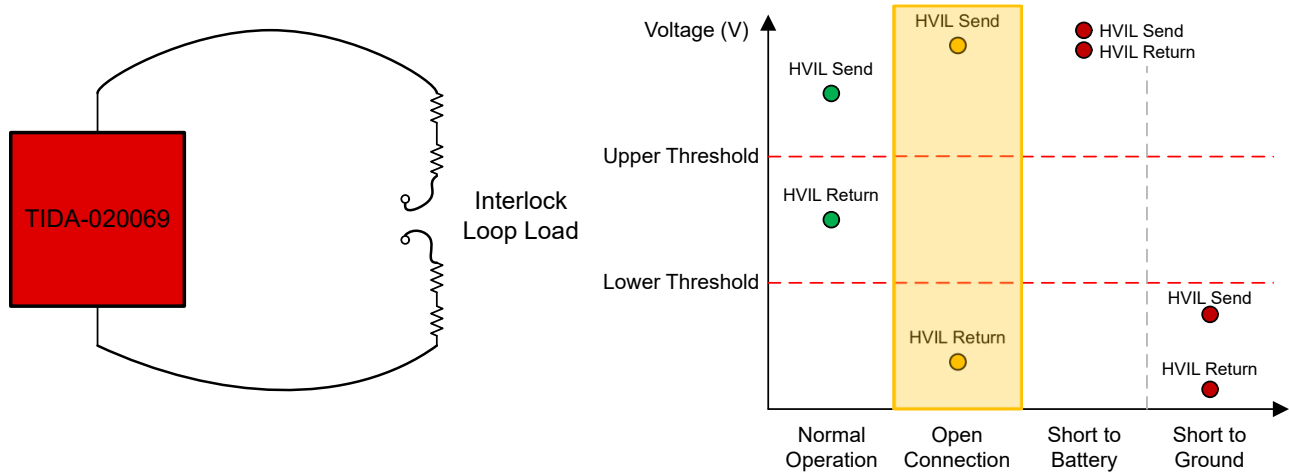 TIDA-020069
Interlock
Loop Load
Voltage (V)
Upper Threshold
Lower Threshold
HVIL Send
HVIL Return
HVIL Send
HVIL Return
HVIL Send
HVIL Return
HVIL Send
HVIL Return
Normal
Operation
Open
Connection
Short to
Battery
Short to
Ground